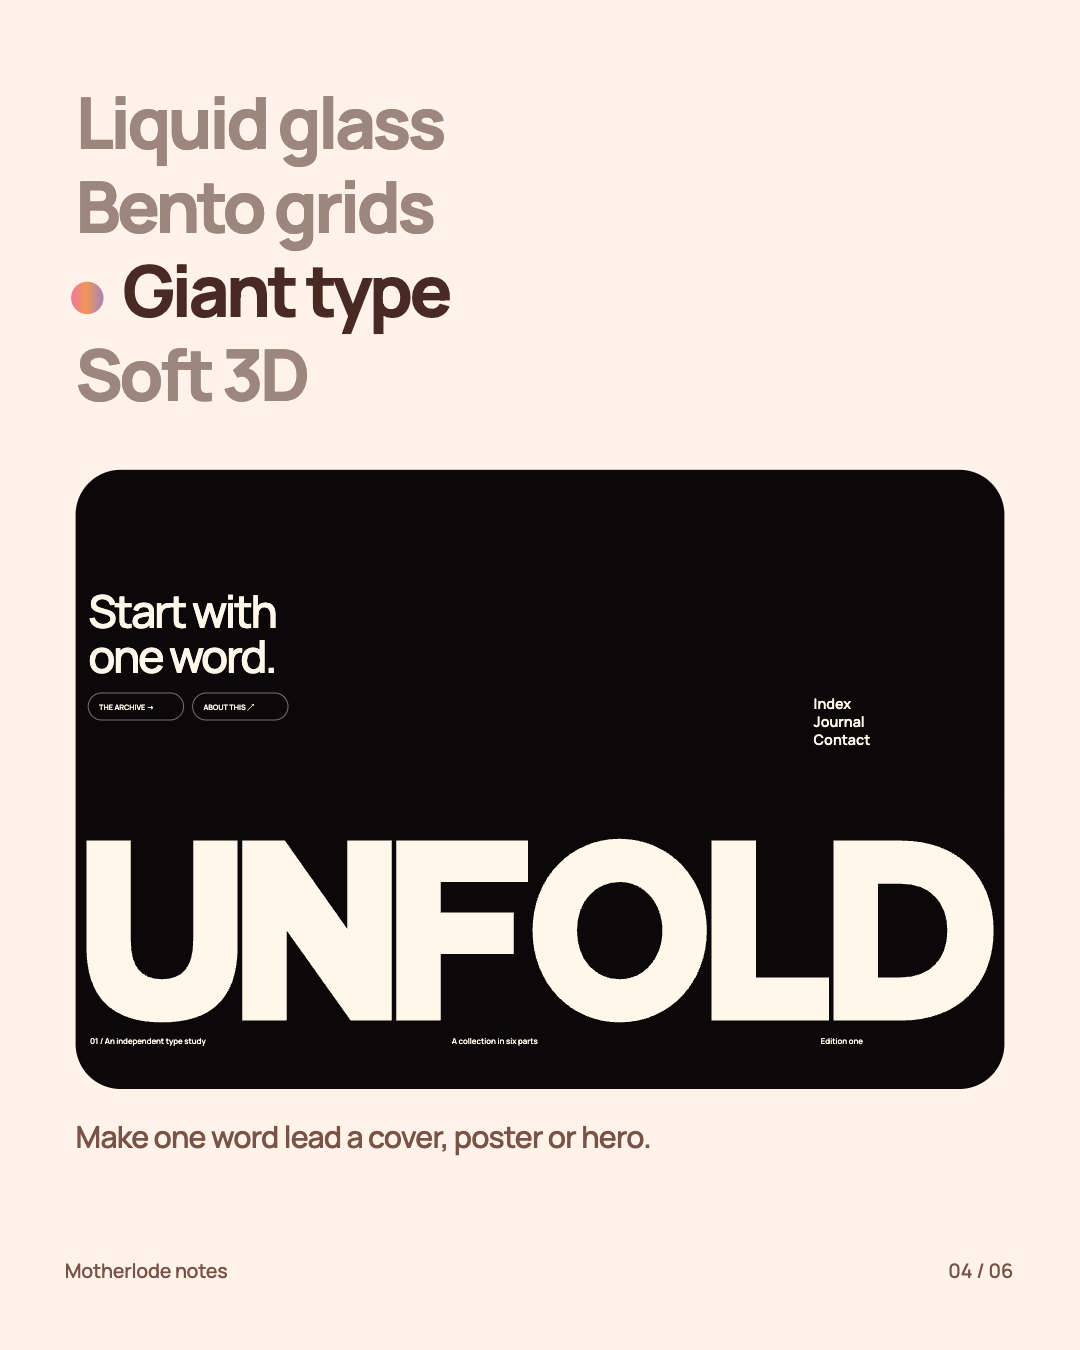 Liquid glass
Bento grids
Giant type
Soft 3D
Start with
one word.
THE ARCHIVE →
ABOUT THIS ↗
Index
Journal
Contact
UNFOLD
01 / An independent type study
A collection in six parts
Edition one
Make one word lead a cover, poster or hero.
Motherlode notes
04 / 06